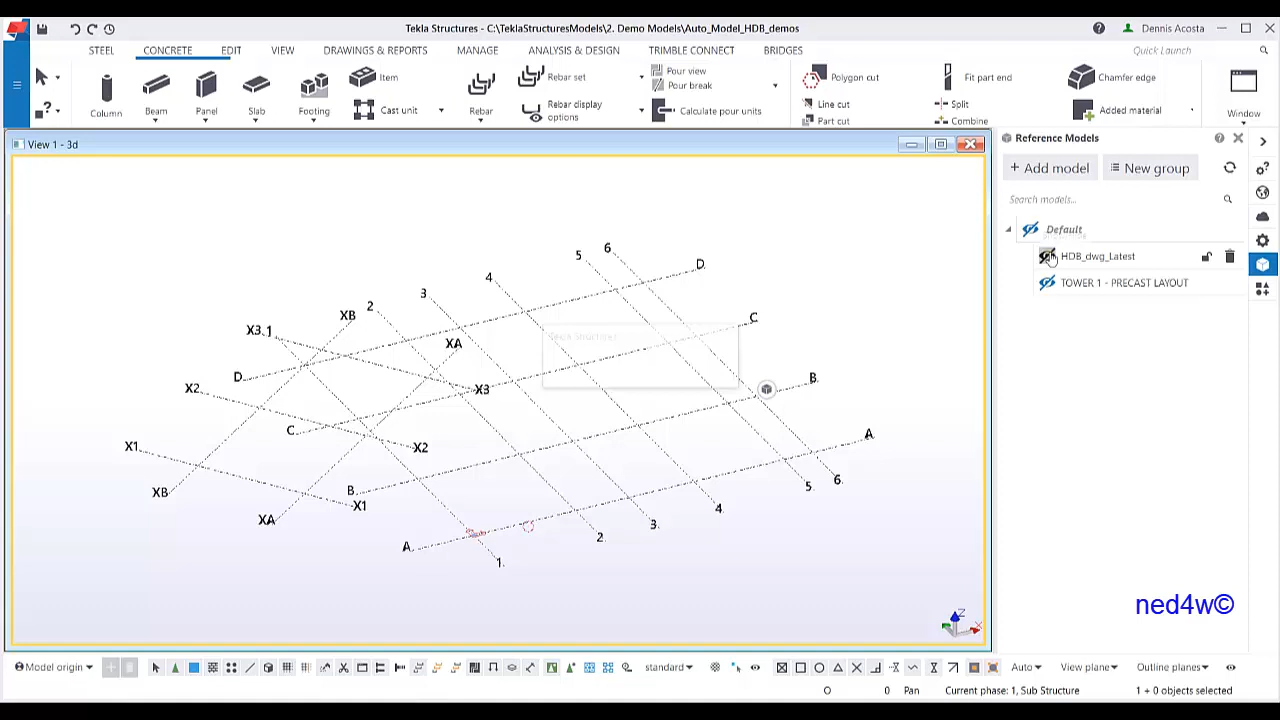 Tekla Structures - C:\TeklaStructuresModels\2. Demo Models\Auto_Model_HDB_demos
Dennis Acosta
STEEL CONCRETE EDIT VIEW DRAWINGS & REPORTS MANAGE ANALYSIS & DESIGN TRIMBLE CONNECT BRIDGES Quick Launch
Column Beam Panel Slab Footing Item Cast unit Rebar Rebar set Rebar display options Pour view Pour break Calculate pour units Polygon cut Line cut Part cut Fit part end Split Combine Chamfer edge Added material Window
View 1 - 3d
Reference Models
+ Add model
New group
Search models...
Default
HDB_dwg_Latest
TOWER 1 - PRECAST LAYOUT
6
5
D
4
3
2
XB
C
X3 1
XA
D
B
X2
X3
C
A
X1
X2
6
5
B
XB
X1
4
XA
3
2
A
1
Tekla Structures
Z
X
ned4w©
Model origin
standard
Auto
View plane
Outline planes
O 0 Pan Current phase: 1, Sub Structure 1 + 0 objects selected